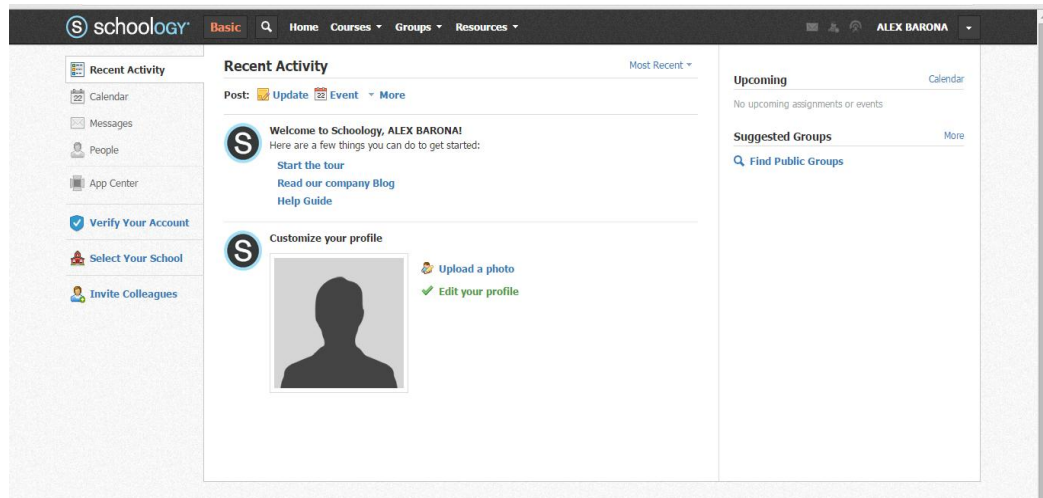 S schoology Basic Home Courses Groups Resources ALEX BARONA
Recent Activity
22 Calendar
Messages
People
App Center
Verify Your Account
Select Your School
Invite Colleagues
Recent Activity Most Recent
Post: Update 22 Event More
S Welcome to Schoology, ALEX BARONA!
Here are a few things you can do to get started:
Start the tour
Read our company Blog
Help Guide
S Customize your profile
Upload a photo
Edit your profile
Upcoming Calendar
No upcoming assignments or events
Suggested Groups More
Find Public Groups